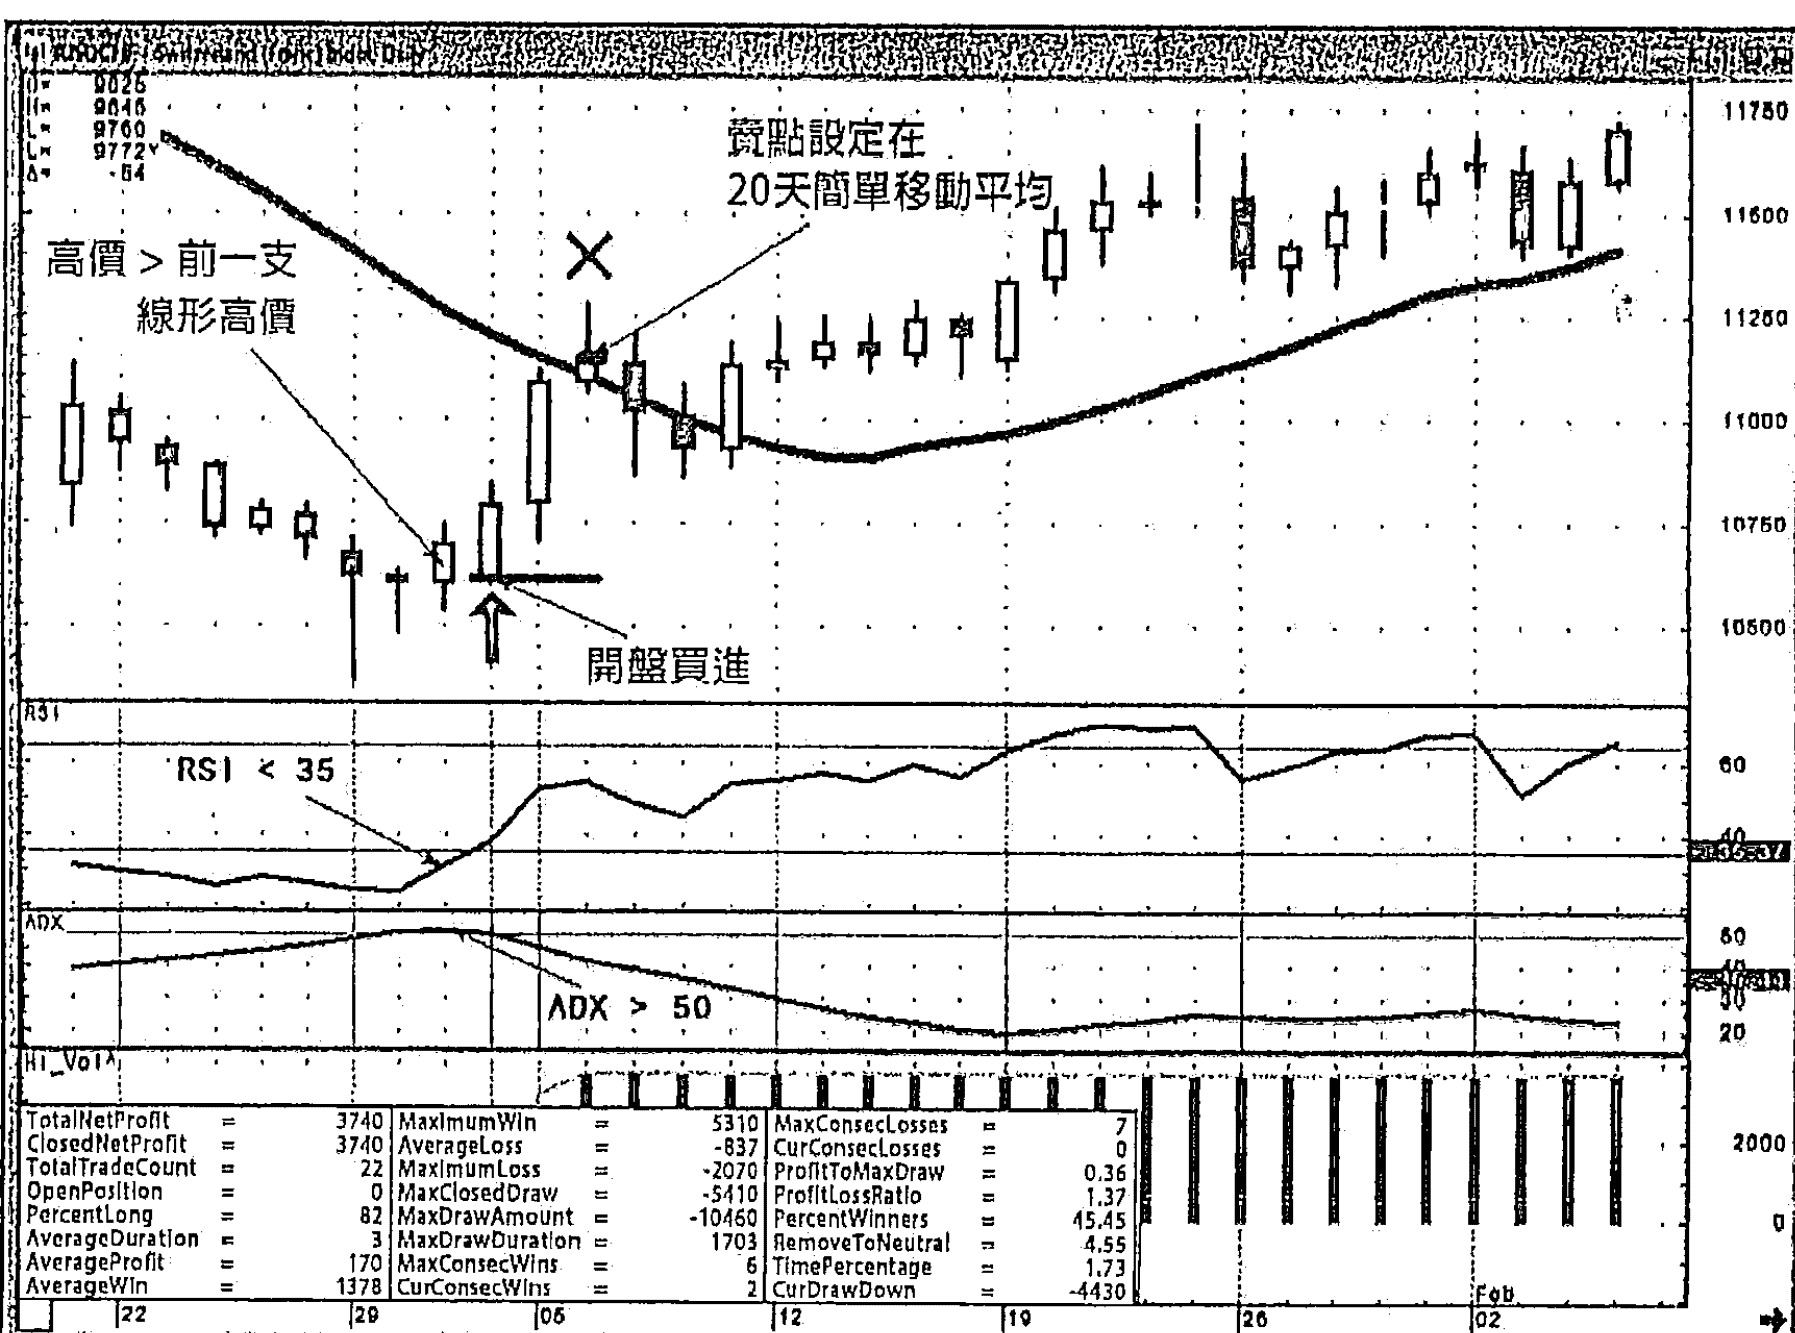 9760
9772
-64
賣點設定在
20天簡單移動平均
高價 > 前一支
線形高價
開盤買進
11750
11500
11250
11000
10750
10500
RSI
RSI < 35
60
40
ADX
ADX > 50
60
30
20
Hi_Vol
TotalNetProfit = 3740 MaximumWin = 5310 MaxConsecLosses = 7
ClosedNetProfit = 3740 AverageLoss = -837 CurConsecLosses = 0
TotalTradeCount = 22 MaximumLoss = -2070 ProfitToMaxDraw = 0.36
OpenPosition = 0 MaxClosedDraw = -5410 ProfitLossRatio = 1.37
PercentLong = 82 MaxDrawAmount = -10460 PercentWinners = 45.45
AverageDuration = 3 MaxDrawDuration = 1703 RemoveToNeutral = 4.55
AverageProfit = 170 MaxConsecWins = 6 TimePercentage = 1.73
AverageWin = 1378 CurConsecWins = 2 CurDrawDown = -4430
2000
0
Feb
22 29 05 12 19 26 02